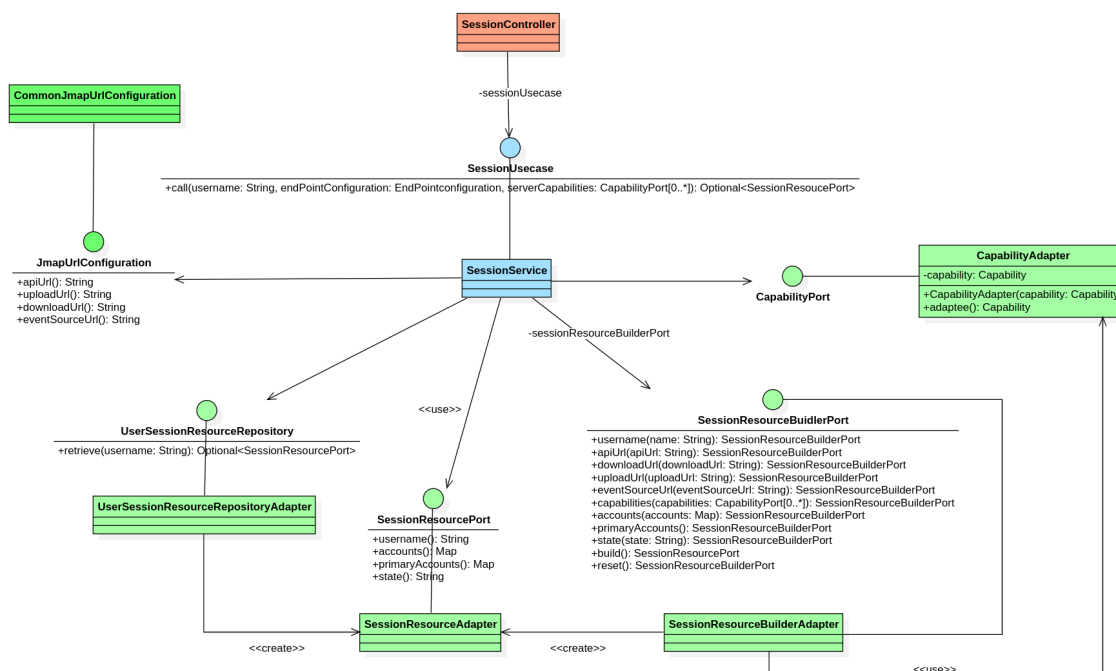 SessionController
-sessionUsecase
CommonJmapUrlConfiguration
SessionUsecase
+call(username: String, endPointConfiguration: EndPointconfiguration, serverCapabilities: CapabilityPort[0..*]): Optional<SessionResoucePort>
JmapUrlConfiguration
+apiUrl(): String
+uploadUrl(): String
+downloadUrl(): String
+eventSourceUrl(): String
SessionService
CapabilityPort
CapabilityAdapter
-capability: Capability
+CapabilityAdapter(capability: Capability
+adaptee(): Capability
-sessionResourceBuilderPort
<<use>>
UserSessionResourceRepository
+retrieve(username: String): Optional<SessionResourcePort>
SessionResourceBuidlerPort
+username(name: String): SessionResourceBuilderPort
+apiUrl(apiUrl: String): SessionResourceBuidlerPort
+downloadUrl(downloadUrl: String): SessionResourceBuidlerPort
+uploadUrl(uploadUrl: String): SessionResourceBuidlerPort
+eventSourceUrl(eventSourceUrl: String): SessionResourceBuilderPort
+capabilities(capabilities: CapabilityPort[0..*]): SessionResourceBuilderPort
+accounts(accounts: Map): SessionResourceBuilderPort
+primaryAccounts(): SessionResourceBuilderPort
+state(state: String): SessionResourceBuilderPort
+build(): SessionResourcePort
+reset(): SessionResourceBuilderPort
UserSessionResourceRepositoryAdapter
SessionResourcePort
+username(): String
+accounts(): Map
+primaryAccounts(): Map
+state(): String
SessionResourceAdapter
SessionResourceBuilderAdapter
<<create>>
<<create>>
<<use>>